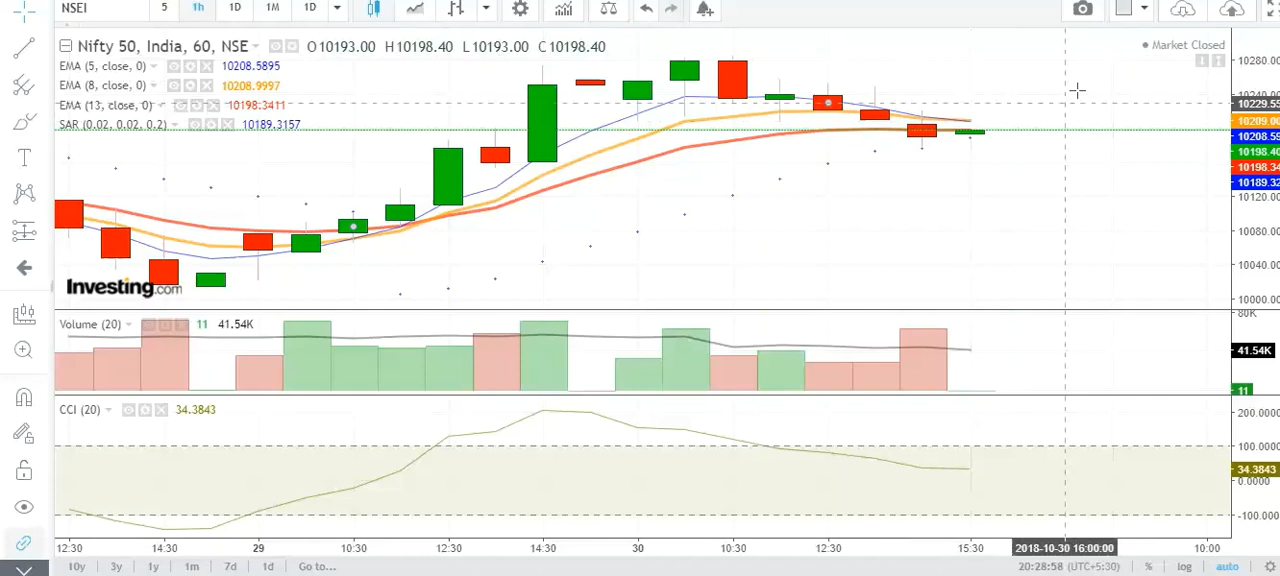 NSEI 5 1h 1D 1M 1D
Nifty 50, India, 60, NSE O10193.00 H10198.40 L10193.00 C10198.40
Market Closed
EMA (5, close, 0) 10208.5895
EMA (8, close, 0) 10208.9997
EMA (13, close, 0) 10198.3411
SAR (0.02, 0.02, 0.2) 10189.3157
10280.00
10229.55
10209.00
10208.59
10198.40
10198.34
10189.32
10120.00
10080.00
10040.00
10000.00
Investing.com
Volume (20) 11 41.54K
80K
41.54K
11
CCI (20) 34.3843
200.0000
100.0000
34.3843
0.0000
-100.0000
12:30 14:30 29 10:30 12:30 14:30 30 10:30 12:30 15:30 2018-10-30 16:00:00 10:00
10y 3y 1y 1m 7d 1d Go to... 20:28:58 (UTC+5:30) % log auto